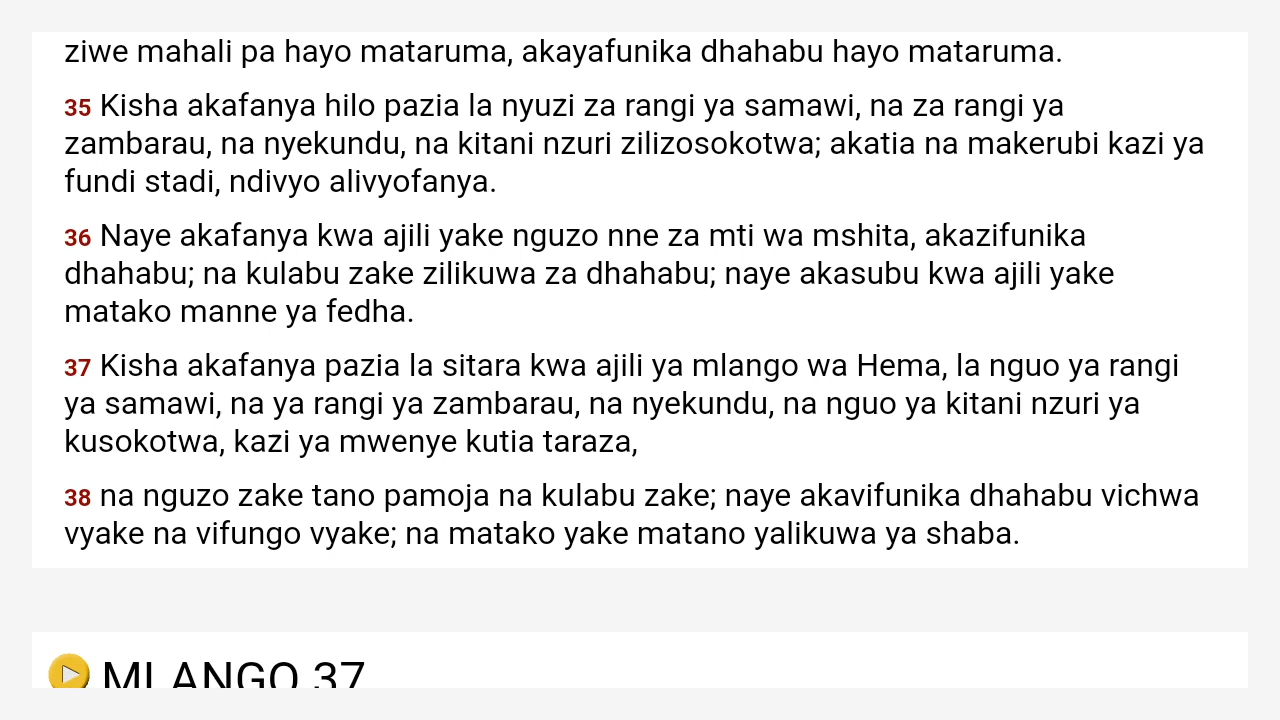 ziwe mahali pa hayo mataruma, akayafunika dhahabu hayo mataruma.
35 Kisha akafanya hilo pazia la nyuzi za rangi ya samawi, na za rangi ya
zambarau, na nyekundu, na kitani nzuri zilizosokotwa; akatia na makerubi kazi ya
fundi stadi, ndivyo alivyofanya.
36 Naye akafanya kwa ajili yake nguzo nne za mti wa mshita, akazifunika
dhahabu; na kulabu zake zilikuwa za dhahabu; naye akasubu kwa ajili yake
matako manne ya fedha.
37 Kisha akafanya pazia la sitara kwa ajili ya mlango wa Hema, la nguo ya rangi
ya samawi, na ya rangi ya zambarau, na nyekundu, na nguo ya kitani nzuri ya
kusokotwa, kazi ya mwenye kutia taraza,
38 na nguzo zake tano pamoja na kulabu zake; naye akavifunika dhahabu vichwa
vyake na vifungo vyake; na matako yake matano yalikuwa ya shaba.
MLANGO 37